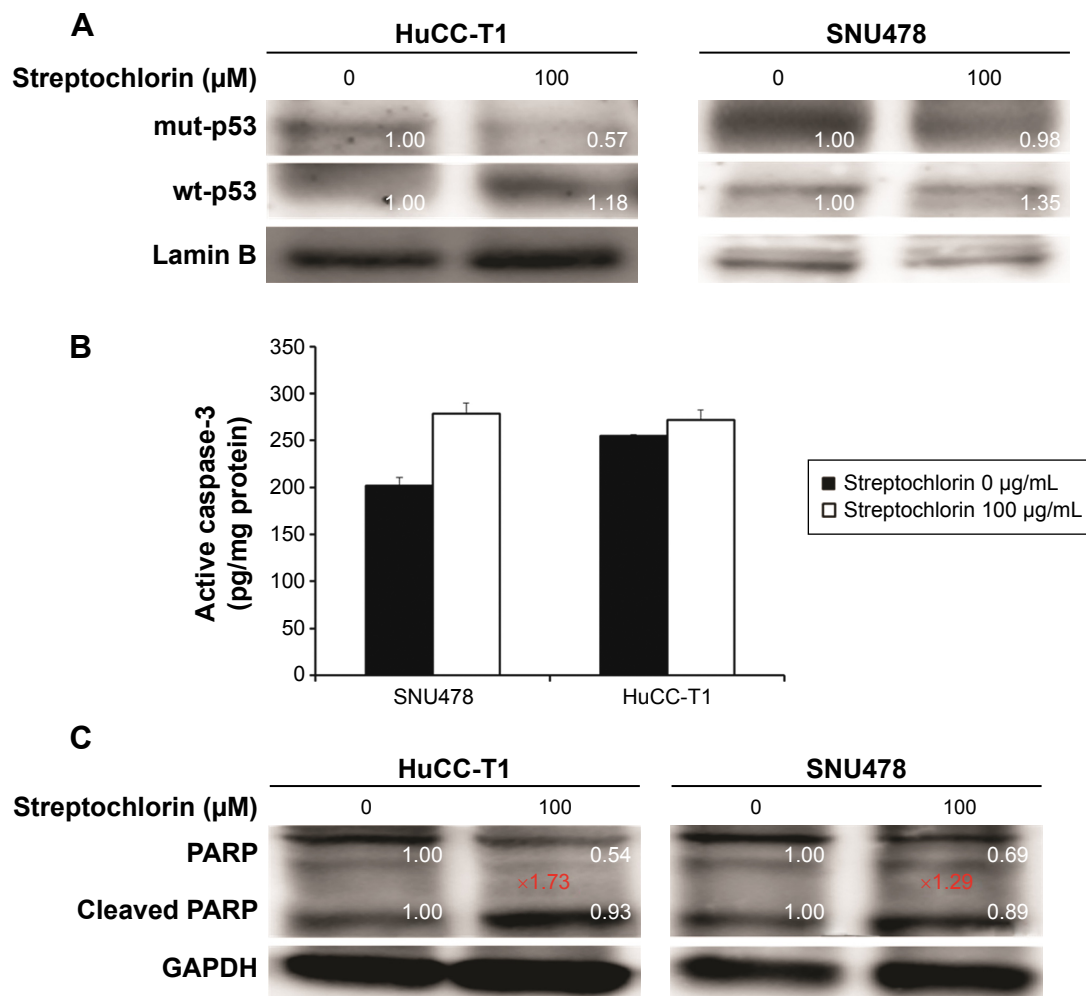 A
HuCC-T1 SNU478
Streptochlorin (µM) 0 100 0 100
mut-p53 1.00 0.57 1.00 0.98
wt-p53 1.00 1.18 1.00 1.35
Lamin B
B
350
300
250
200
150
100
50
0
Active caspase-3
(pg/mg protein)
SNU478 HuCC-T1
Streptochlorin 0 µg/mL
Streptochlorin 100 µg/mL
C
HuCC-T1 SNU478
Streptochlorin (µM) 0 100 0 100
PARP 1.00 0.54 1.00 0.69
×1.73 ×1.29
Cleaved PARP 1.00 0.93 1.00 0.89
GAPDH